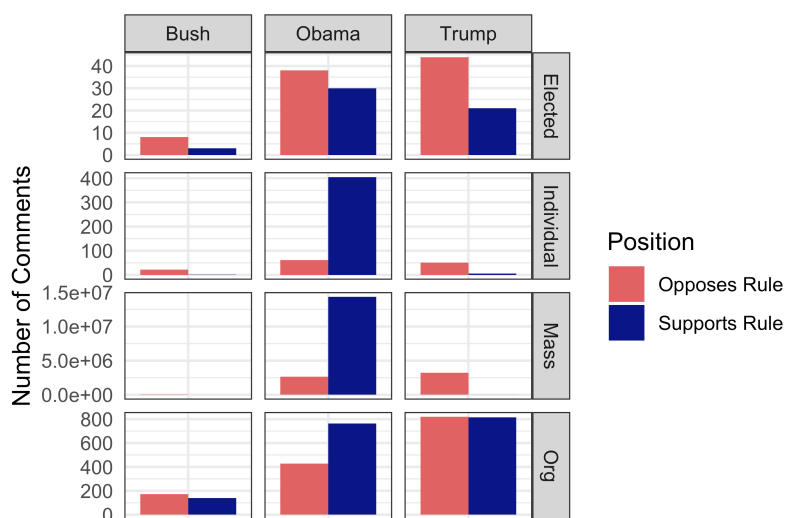 Bush Obama Trump
40
30
20
10
0
Elected
400
300
200
100
0
Individual
1.5e+07
1.0e+07
5.0e+06
0.0e+00
Mass
800
600
400
200
0
Org
Number of Comments
Position
Opposes Rule
Supports Rule